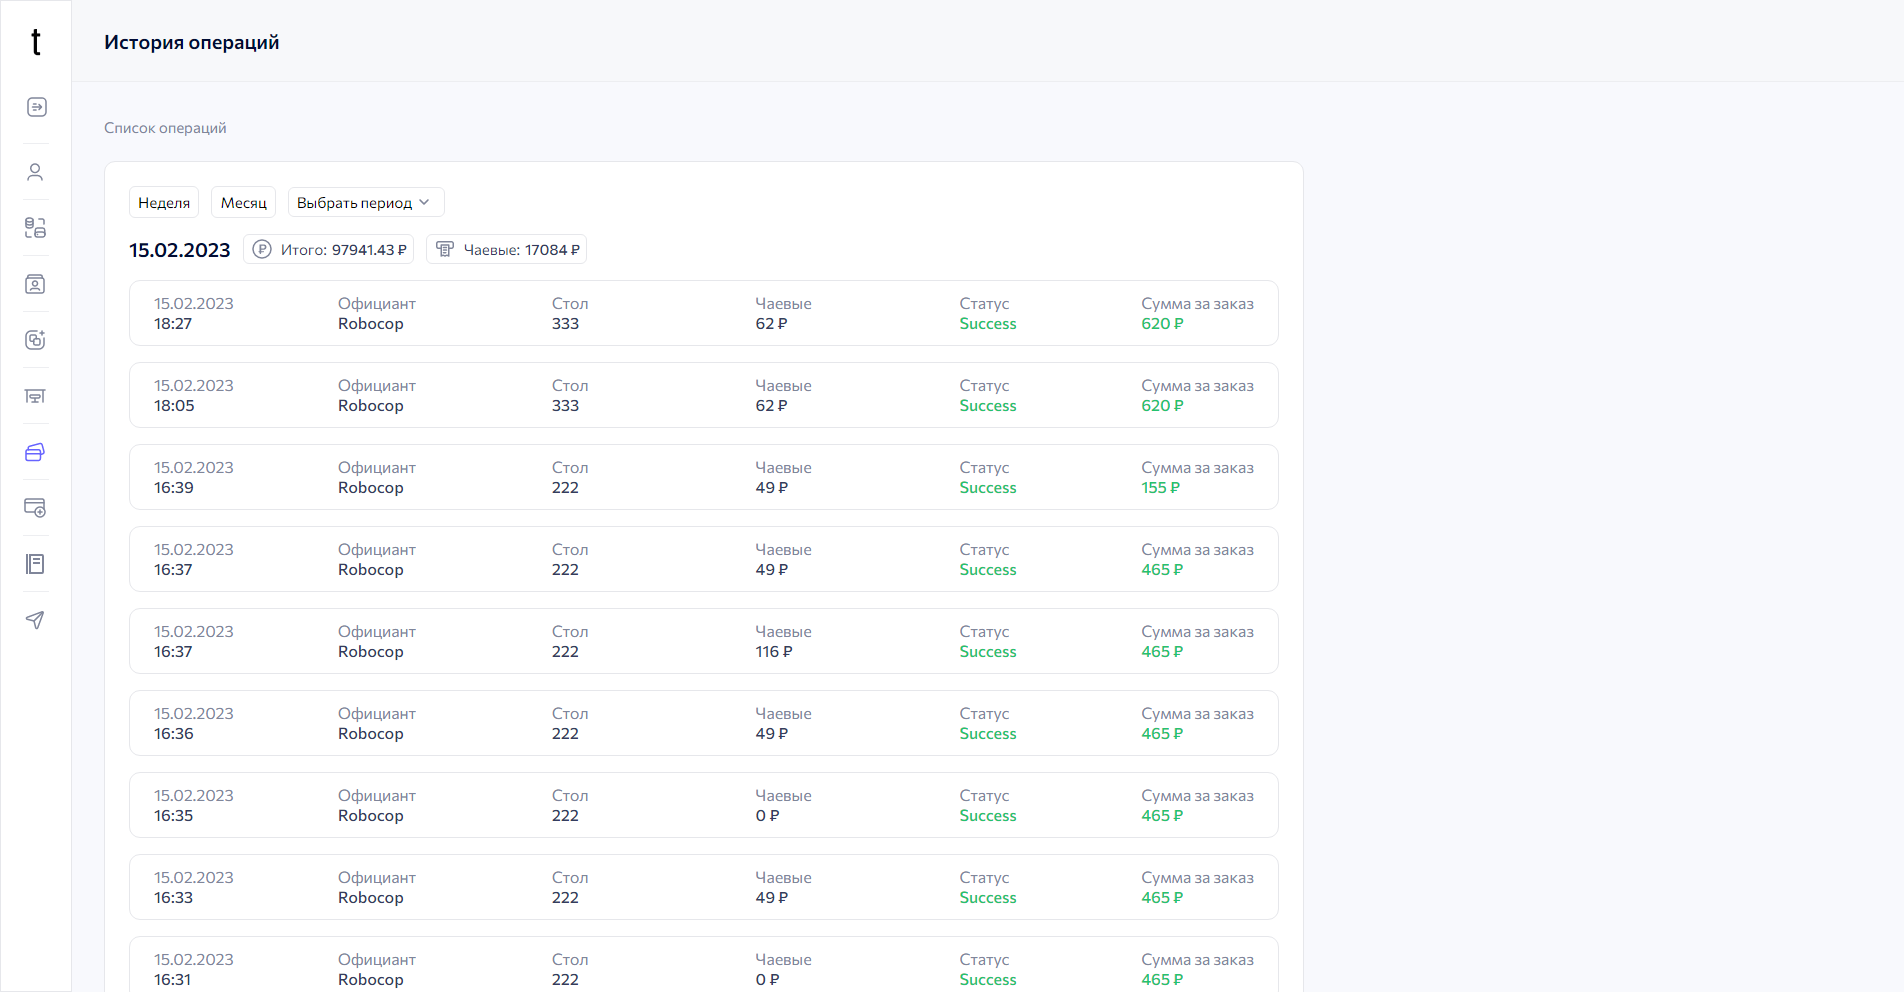 t
История операций
Список операций
Неделя Месяц Выбрать период
15.02.2023 Итого: 97941.43 ₽ Чаевые: 17084 ₽
15.02.2023 Официант Стол Чаевые Статус Сумма за заказ
18:27 Robocop 333 62 ₽ Success 620 ₽
15.02.2023 Официант Стол Чаевые Статус Сумма за заказ
18:05 Robocop 333 62 ₽ Success 620 ₽
15.02.2023 Официант Стол Чаевые Статус Сумма за заказ
16:39 Robocop 222 49 ₽ Success 155 ₽
15.02.2023 Официант Стол Чаевые Статус Сумма за заказ
16:37 Robocop 222 49 ₽ Success 465 ₽
15.02.2023 Официант Стол Чаевые Статус Сумма за заказ
16:37 Robocop 222 116 ₽ Success 465 ₽
15.02.2023 Официант Стол Чаевые Статус Сумма за заказ
16:36 Robocop 222 49 ₽ Success 465 ₽
15.02.2023 Официант Стол Чаевые Статус Сумма за заказ
16:35 Robocop 222 0 ₽ Success 465 ₽
15.02.2023 Официант Стол Чаевые Статус Сумма за заказ
16:33 Robocop 222 49 ₽ Success 465 ₽
15.02.2023 Официант Стол Чаевые Статус Сумма за заказ
16:31 Robocop 222 0 ₽ Success 465 ₽